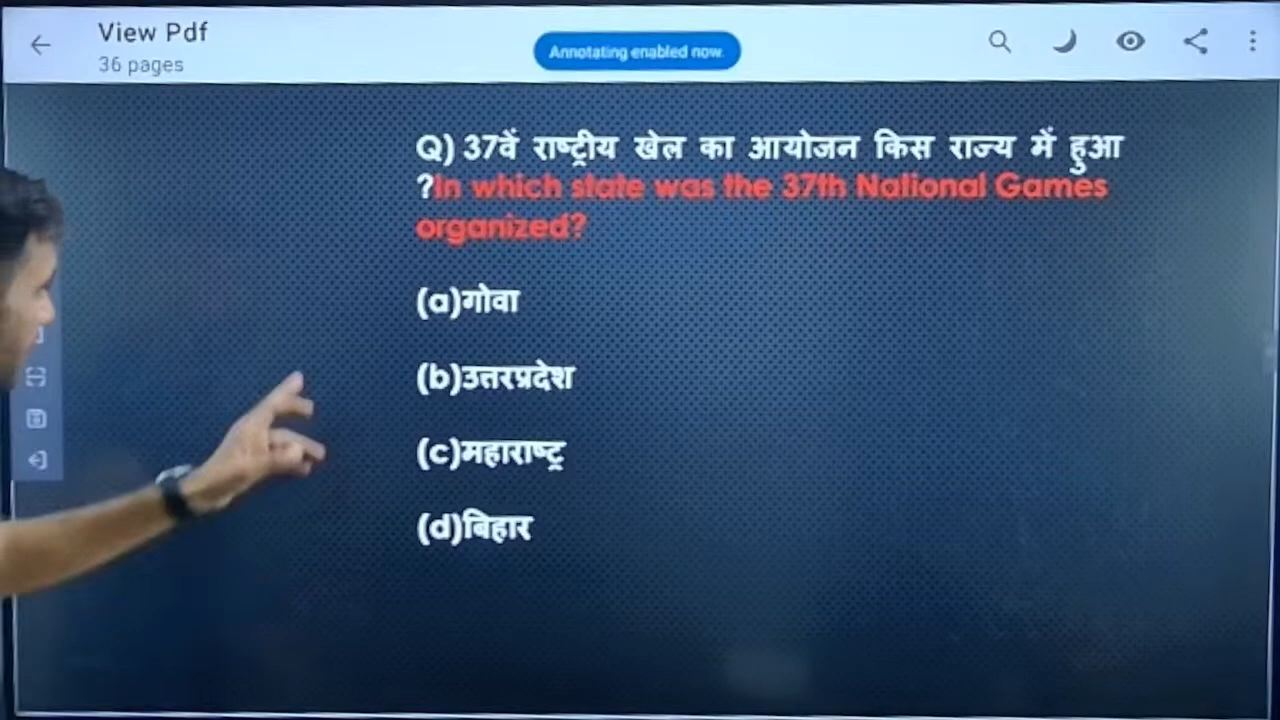 View Pdf
36 pages
Annotating enabled now.
Q) 37वें राष्ट्रीय खेल का आयोजन किस राज्य में हुआ
?In which state was the 37th National Games
organized?
(a)गोवा
(b)उत्तरप्रदेश
(c)महाराष्ट्र
(d)बिहार